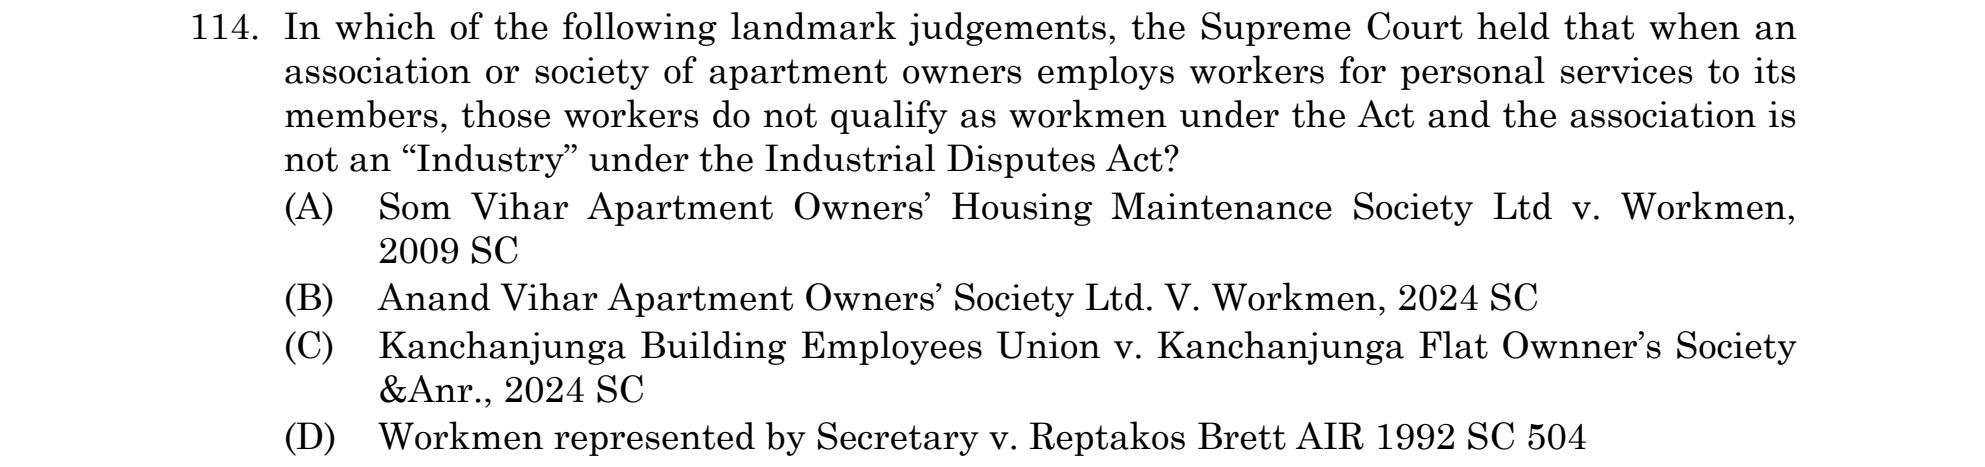 114. In which of the following landmark judgements, the Supreme Court held that when an
association or society of apartment owners employs workers for personal services to its
members, those workers do not qualify as workmen under the Act and the association is
not an “Industry” under the Industrial Disputes Act?
(A) Som Vihar Apartment Owners’ Housing Maintenance Society Ltd v. Workmen,
2009 SC
(B) Anand Vihar Apartment Owners’ Society Ltd. V. Workmen, 2024 SC
(C) Kanchanjunga Building Employees Union v. Kanchanjunga Flat Ownner’s Society
&Anr., 2024 SC
(D) Workmen represented by Secretary v. Reptakos Brett AIR 1992 SC 504